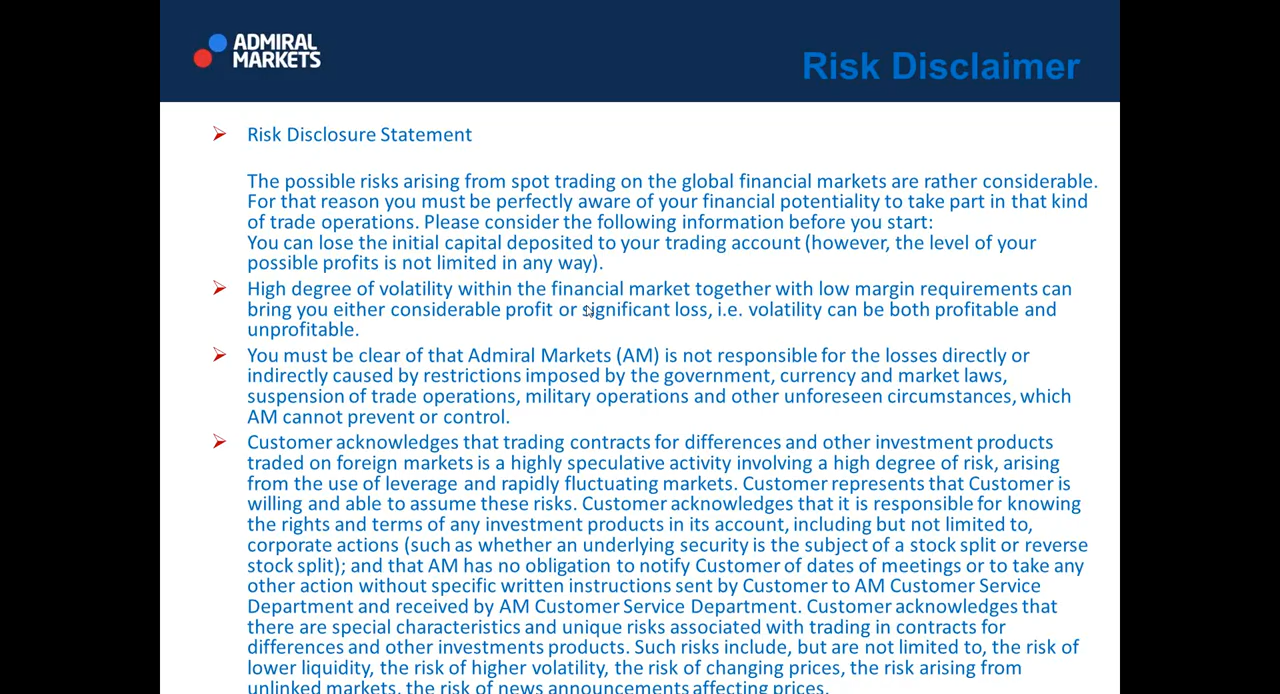 ADMIRAL
MARKETS
Risk Disclaimer
Risk Disclosure Statement
The possible risks arising from spot trading on the global financial markets are rather considerable.
For that reason you must be perfectly aware of your financial potentiality to take part in that kind
of trade operations. Please consider the following information before you start:
You can lose the initial capital deposited to your trading account (however, the level of your
possible profits is not limited in any way).
High degree of volatility within the financial market together with low margin requirements can
bring you either considerable profit or significant loss, i.e. volatility can be both profitable and
unprofitable.
You must be clear of that Admiral Markets (AM) is not responsible for the losses directly or
indirectly caused by restrictions imposed by the government, currency and market laws,
suspension of trade operations, military operations and other unforeseen circumstances, which
AM cannot prevent or control.
Customer acknowledges that trading contracts for differences and other investment products
traded on foreign markets is a highly speculative activity involving a high degree of risk, arising
from the use of leverage and rapidly fluctuating markets. Customer represents that Customer is
willing and able to assume these risks. Customer acknowledges that it is responsible for knowing
the rights and terms of any investment products in its account, including but not limited to,
corporate actions (such as whether an underlying security is the subject of a stock split or reverse
stock split); and that AM has no obligation to notify Customer of dates of meetings or to take any
other action without specific written instructions sent by Customer to AM Customer Service
Department and received by AM Customer Service Department. Customer acknowledges that
there are special characteristics and unique risks associated with trading in contracts for
differences and other investments products. Such risks include, but are not limited to, the risk of
lower liquidity, the risk of higher volatility, the risk of changing prices, the risk arising from
unlinked markets, the risk of news announcements affecting prices.